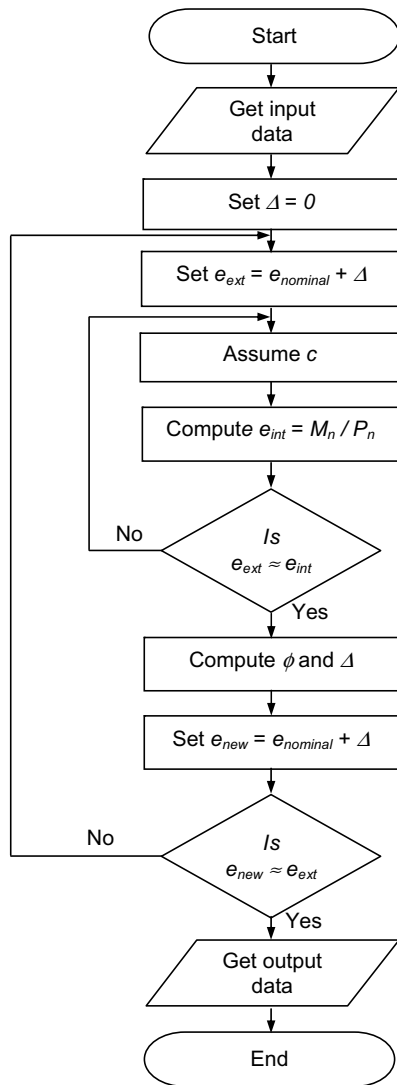 Start
Get input
data
Set Δ = 0
Set e_ext = e_nominal + Δ
Assume c
Compute e_int = M_n / P_n
No
Is
e_ext ≈ e_int
Yes
Compute ϕ and Δ
Set e_new = e_nominal + Δ
No
Is
e_new ≈ e_ext
Yes
Get output
data
End